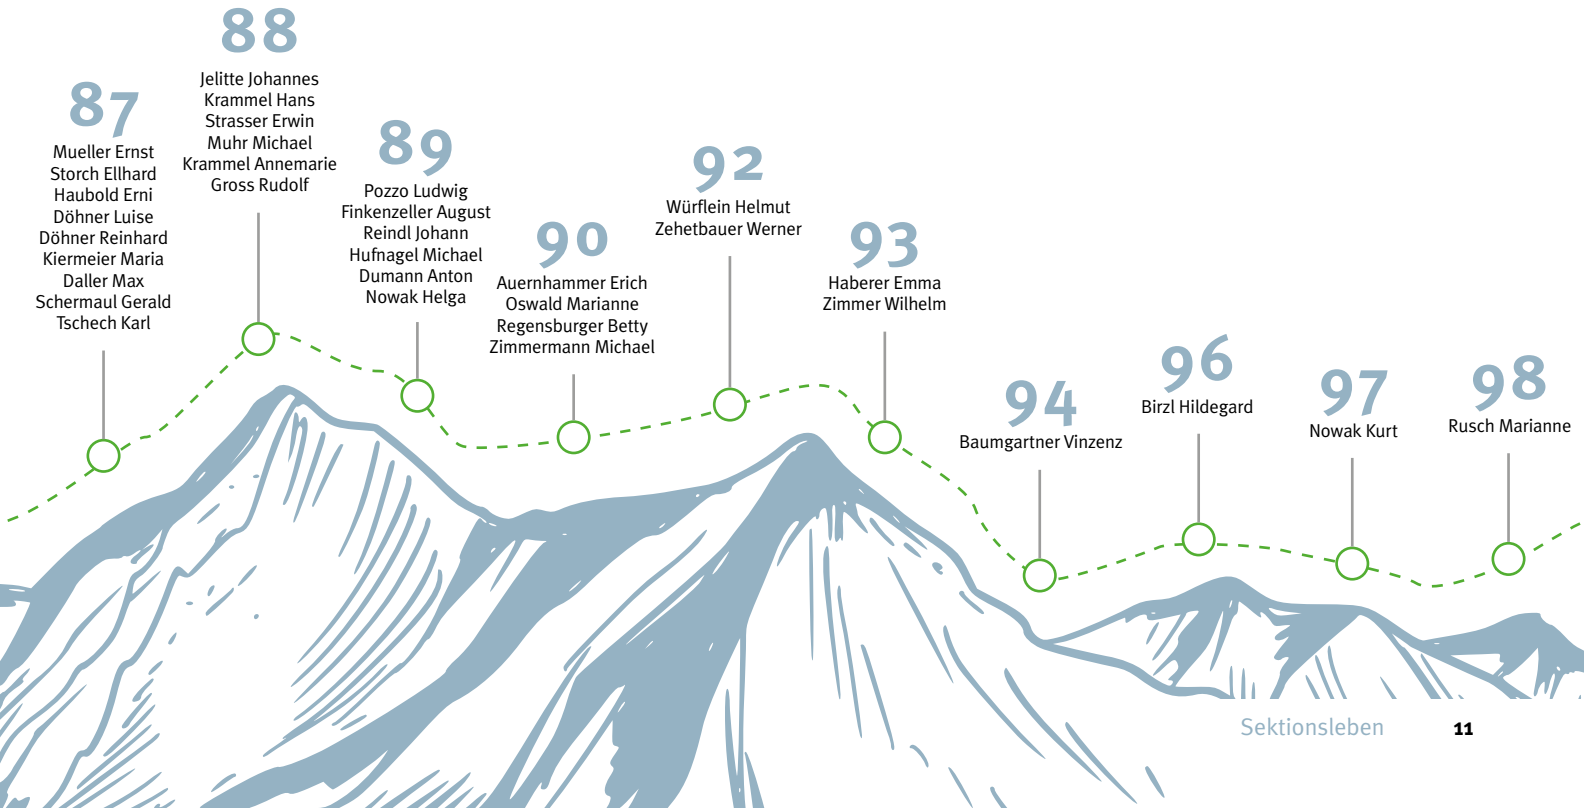 87
Mueller Ernst
Storch Ellhard
Haubold Erni
Döhner Luise
Döhner Reinhard
Kiermeier Maria
Daller Max
Schermaul Gerald
Tschech Karl
88
Jelitte Johannes
Krammel Hans
Strasser Erwin
Muhr Michael
Krammel Annemarie
Gross Rudolf
89
Pozzo Ludwig
Finkenzeller August
Reindl Johann
Hufnagel Michael
Dumann Anton
Nowak Helga
90
Auernhammer Erich
Oswald Marianne
Regensburger Betty
Zimmermann Michael
92
Würflein Helmut
Zehetbauer Werner
93
Haberer Emma
Zimmer Wilhelm
94
Baumgartner Vinzenz
96
Birzl Hildegard
97
Nowak Kurt
98
Rusch Marianne
Sektionsleben 11